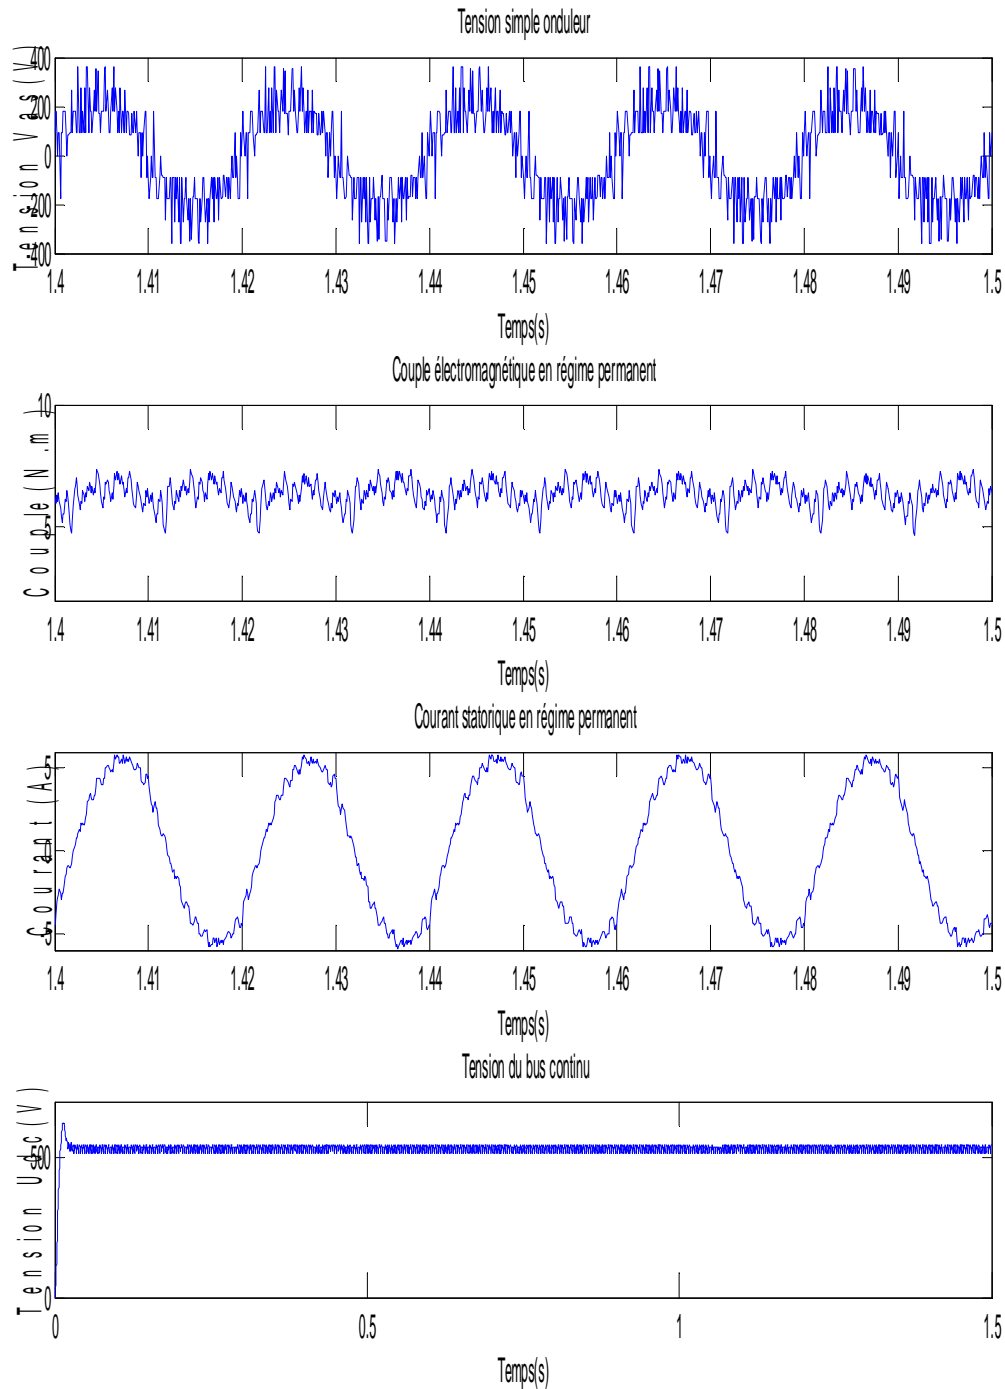 Tension simple onduleur
Tension Vas(V)
400
200
0
-200
-400
1.4 1.41 1.42 1.43 1.44 1.45 1.46 1.47 1.48 1.49 1.5
Temps(s)
Couple électromagnétique en régime permanent
Couple(N.m)
10
5
1.4 1.41 1.42 1.43 1.44 1.45 1.46 1.47 1.48 1.49 1.5
Temps(s)
Courant statorique en régime permanent
Courant(A)
5
0
-5
1.4 1.41 1.42 1.43 1.44 1.45 1.46 1.47 1.48 1.49 1.5
Temps(s)
Tension du bus continu
Tension Udc(V)
500
0
0 0.5 1 1.5
Temps(s)